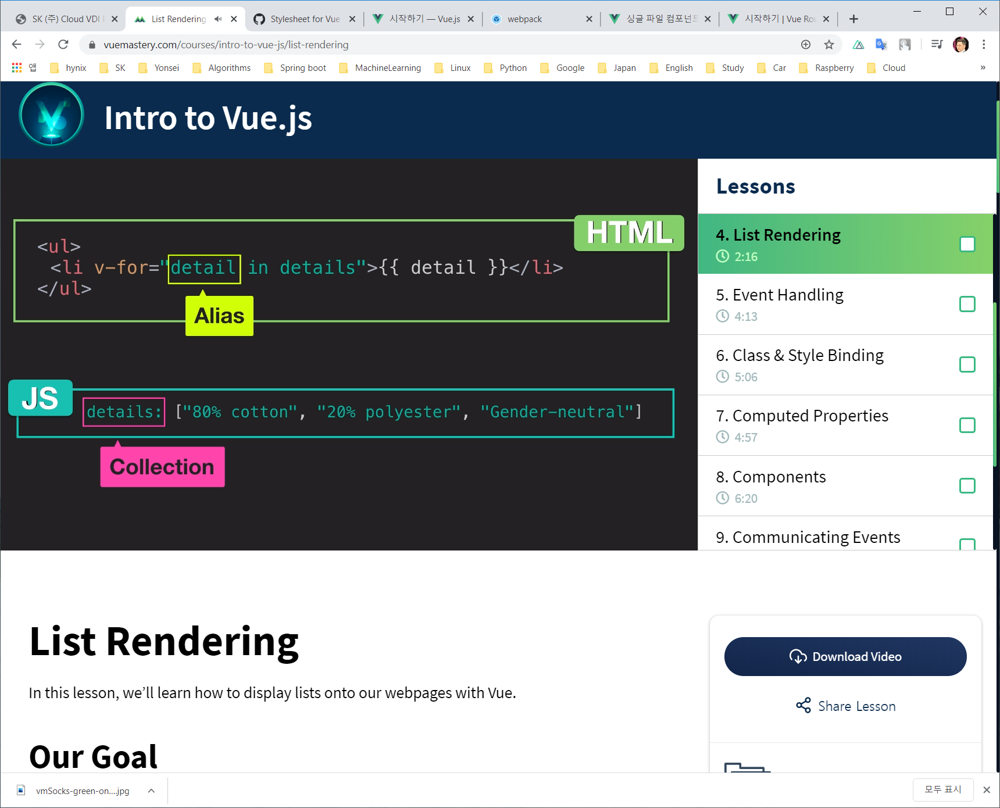 SK (주) Cloud VDI
List Rendering
Stylesheet for Vue
시작하기 — Vue.js
webpack
싱글 파일 컴포넌트
시작하기 | Vue Rou
vuemastery.com/courses/intro-to-vue-js/list-rendering
앱
hynix
SK
Yonsei
Algorithms
Spring boot
MachineLearning
Linux
Python
Google
Japan
English
Study
Car
Raspberry
Cloud
»
Intro to Vue.js
HTML
<ul>
<li v-for="detail in details">{{ detail }}</li>
</ul>
Alias
JS
details: ["80% cotton", "20% polyester", "Gender-neutral"]
Collection
Lessons
4. List Rendering
2:16
5. Event Handling
4:13
6. Class & Style Binding
5:06
7. Computed Properties
4:57
8. Components
6:20
9. Communicating Events
List Rendering
In this lesson, we’ll learn how to display lists onto our webpages with Vue.
Our Goal
Download Video
Share Lesson
vmSocks-green-on....jpg
모두 표시